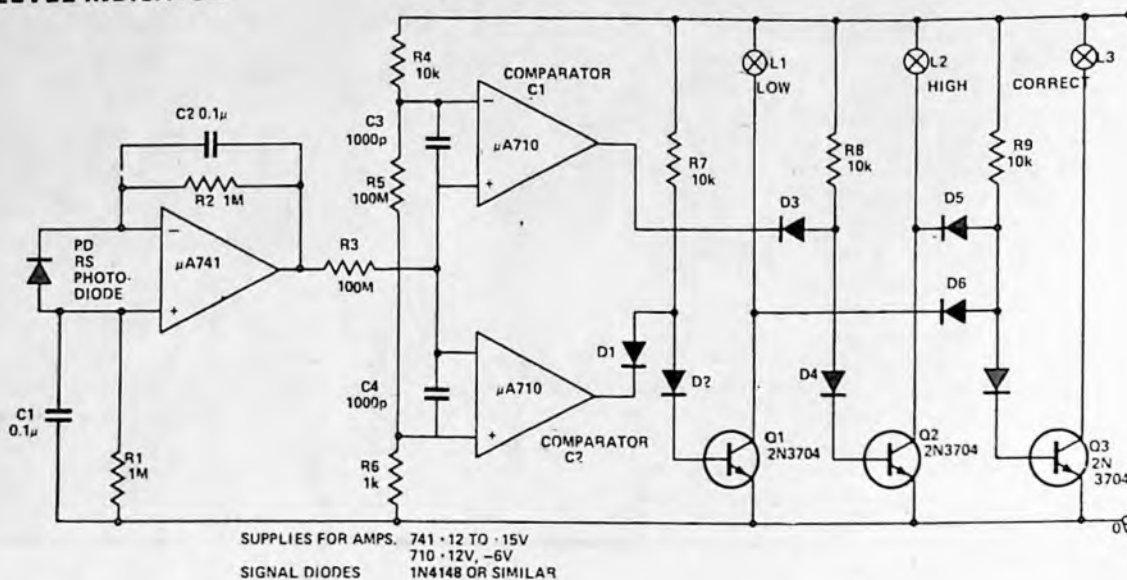 R4
10k
COMPARATOR
C1
L1
LOW
L2
HIGH
L3
CORRECT
C2 0.1μ
C3
1000p
−
μA710
+
R2 1M
R5
100M
R7
10k
R8
10k
R9
10k
PD
RS
PHOTO-
DIODE
−
μA741
+
R3
100M
D3
D5
D6
C1
0.1μ
R1
1M
C4
1000p
−
μA710
+
D1
D2
D4
COMPARATOR
C2
R6
1k
Q1
2N3704
Q2
2N3704
Q3
2N
3704
0V
SUPPLIES FOR AMPS. 741 +12 TO +15V
710 +12V, −6V
SIGNAL DIODES 1N4148 OR SIMILAR